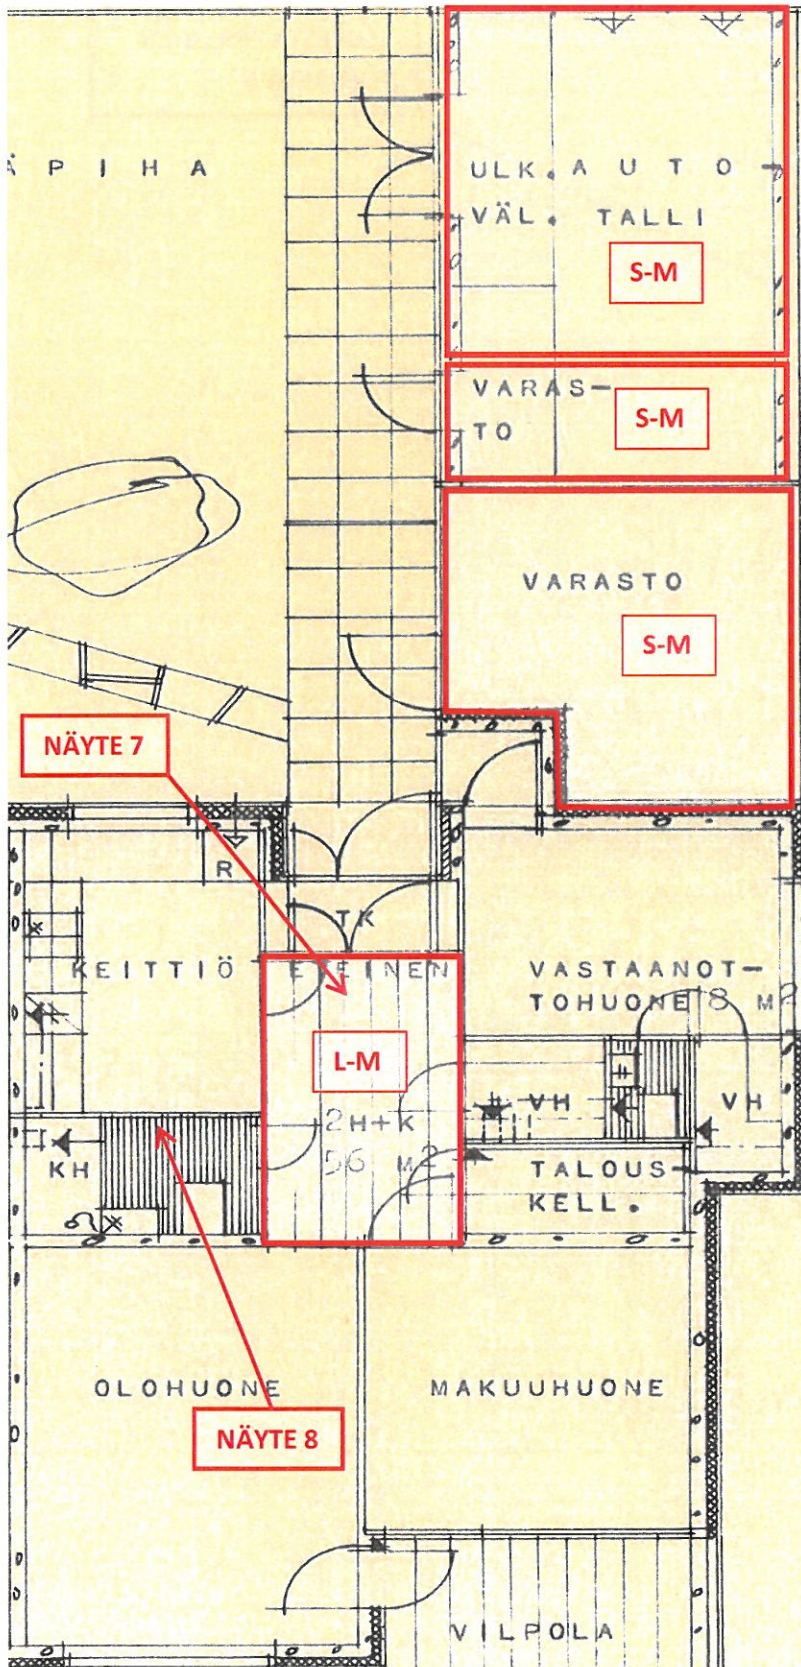 ÄPIHA
ULK. AUTO-
VÄL. TALLI
S-M
VARAS-
TO
S-M
VARASTO
S-M
NÄYTE 7
R
TK
KEITTIÖ
ETEINEN
VASTAANOT-
TOHUONE 8 M2
L-M
2H+K
56 M2
VH
VH
KH
TALOUS-
KELL.
OLOHUONE
MAKUUHUONE
NÄYTE 8
VILPOLA